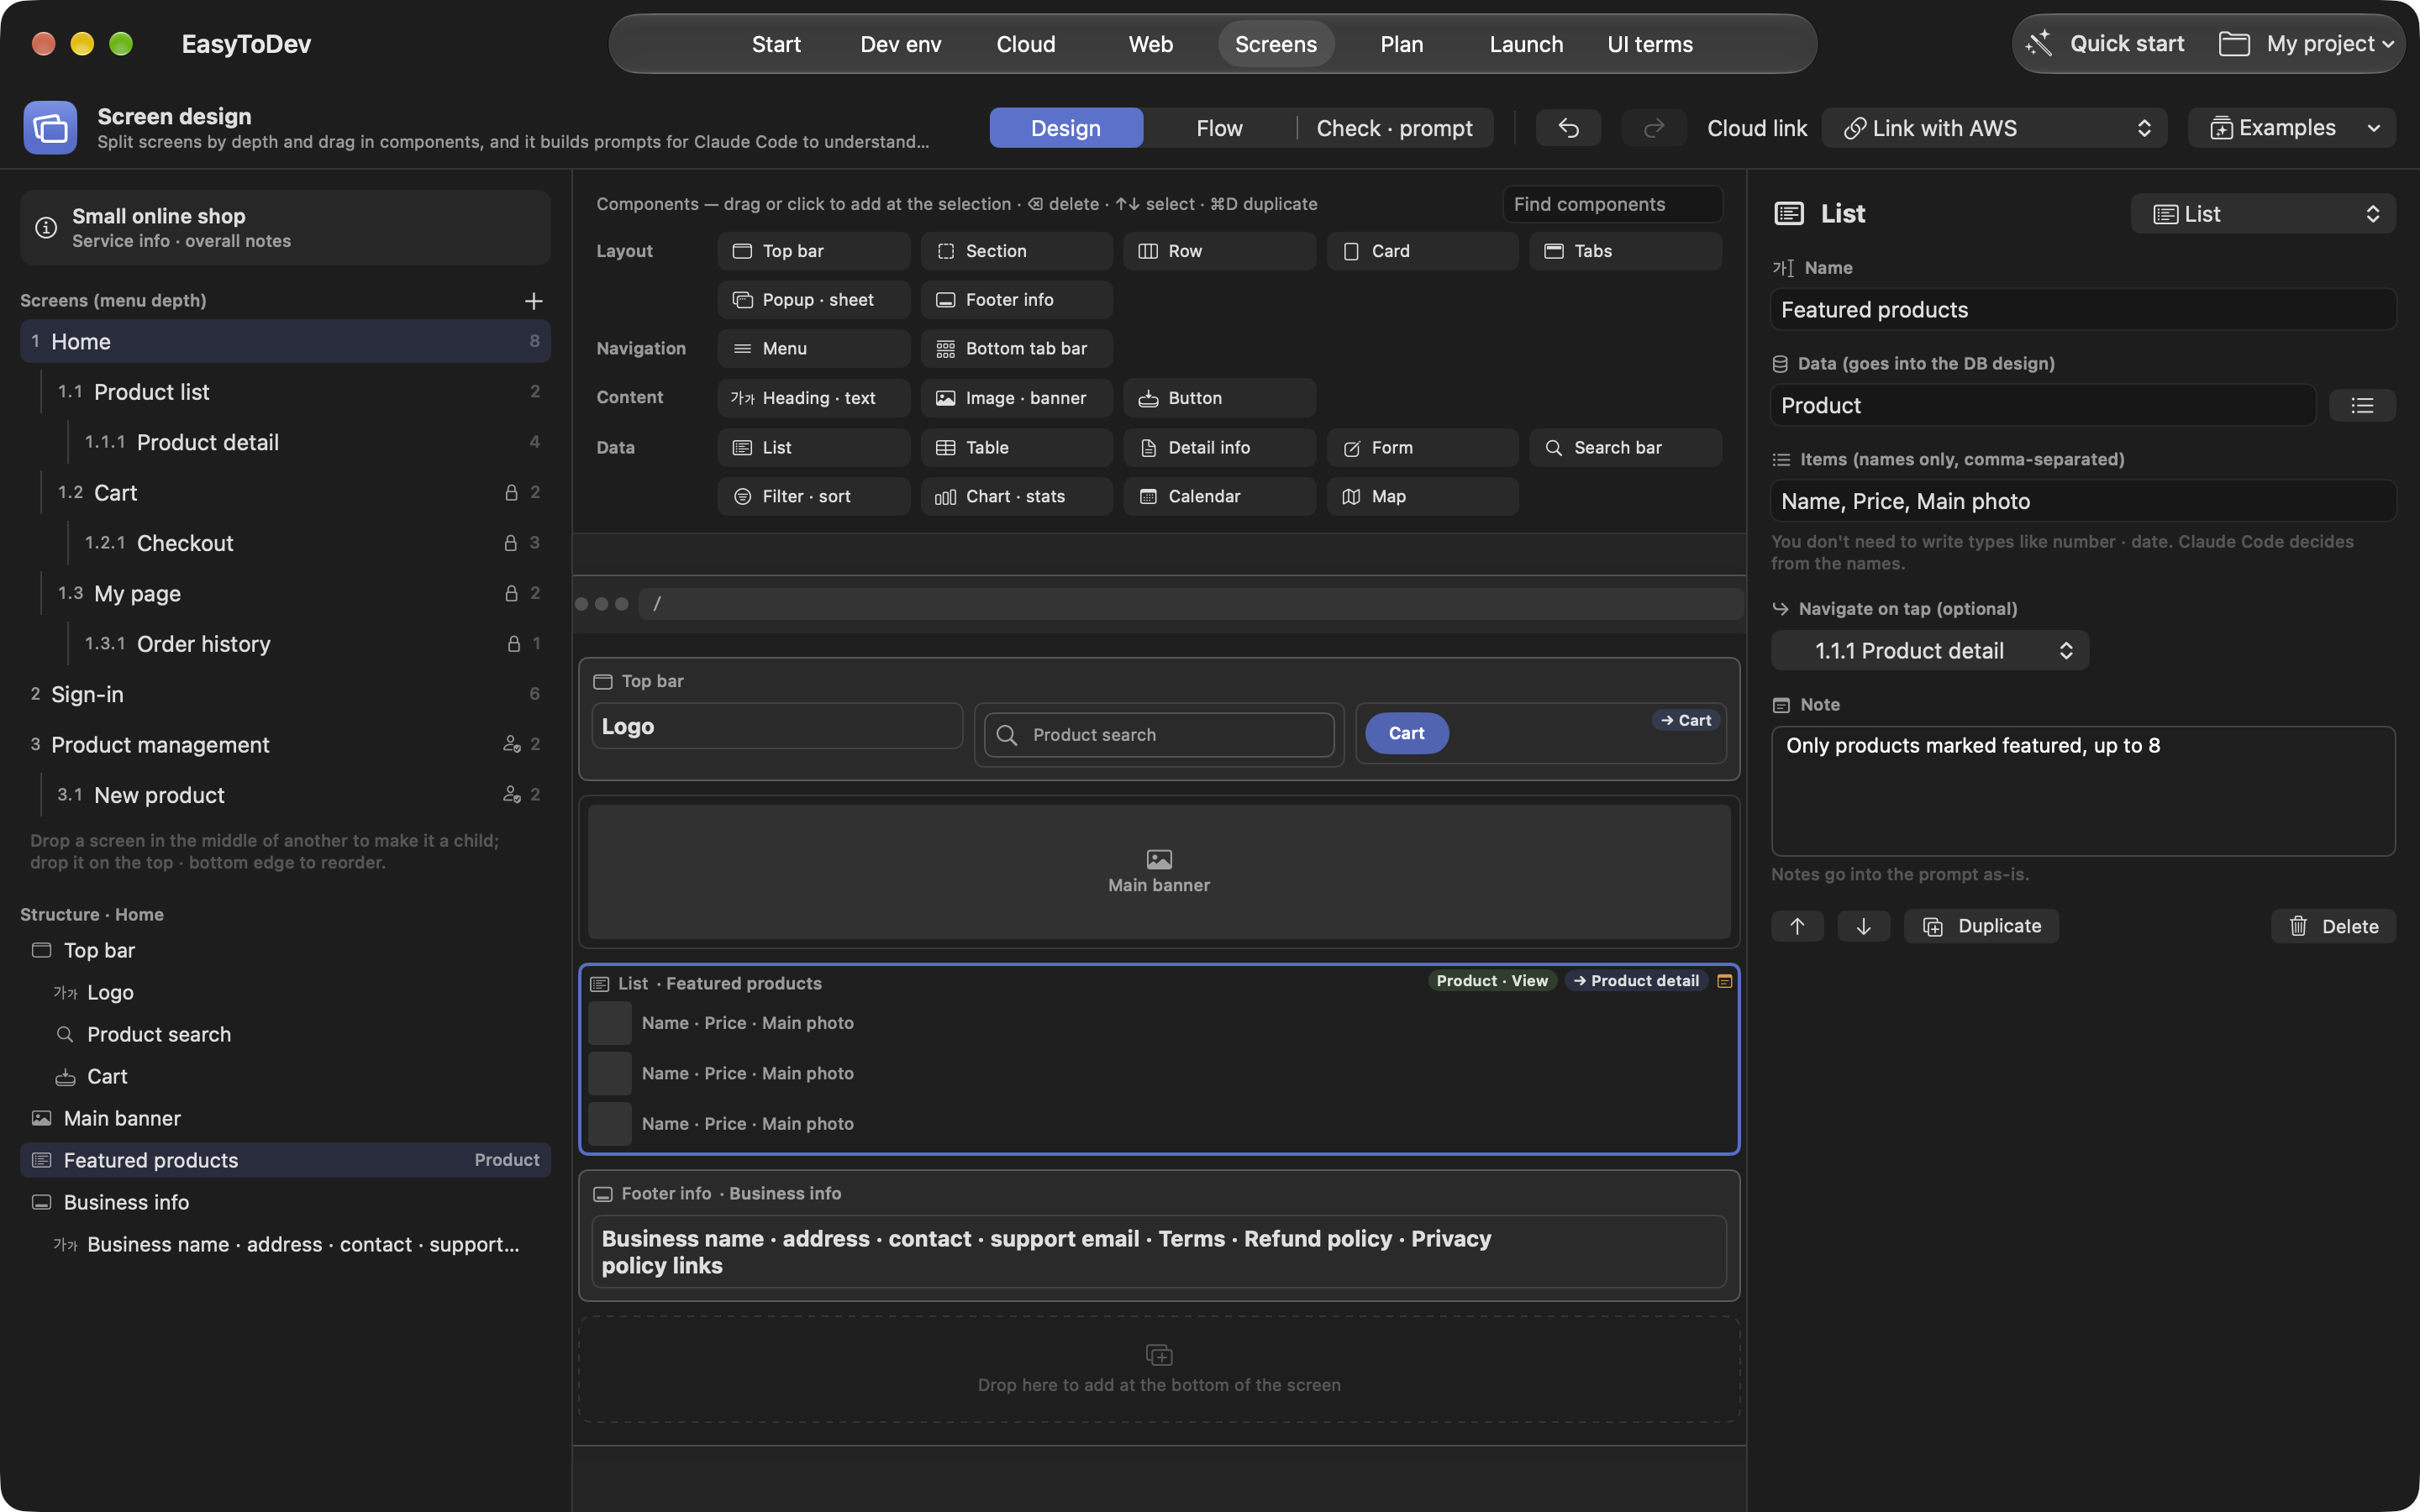 EasyToDev
Start
Dev env
Cloud
Web
Screens
Plan
Launch
UI terms
Quick start
My project
Screen design
Split screens by depth and drag in components, and it builds prompts for Claude Code to understand...
Design
Flow
Check · prompt
Cloud link
Link with AWS
Examples
Small online shop
Service info · overall notes
Screens (menu depth)
1 Home 8
1.1 Product list 2
1.1.1 Product detail 4
1.2 Cart 2
1.2.1 Checkout 3
1.3 My page 2
1.3.1 Order history 1
2 Sign-in 6
3 Product management 2
3.1 New product 2
Drop a screen in the middle of another to make it a child;
drop it on the top · bottom edge to reorder.
Structure · Home
Top bar
가가 Logo
Product search
Cart
Main banner
Featured products Product
Business info
가가 Business name · address · contact · support...
Components — drag or click to add at the selection · ⌫ delete · ↑↓ select · ⌘D duplicate
Find components
Layout
Top bar
Section
Row
Card
Tabs
Popup · sheet
Footer info
Navigation
Menu
Bottom tab bar
Content
가가 Heading · text
Image · banner
Button
Data
List
Table
Detail info
Form
Search bar
Filter · sort
Chart · stats
Calendar
Map
/
Top bar
Logo
Product search
Cart
→ Cart
Main banner
List · Featured products
Product · View
→ Product detail
Name · Price · Main photo
Name · Price · Main photo
Name · Price · Main photo
Footer info · Business info
Business name · address · contact · support email · Terms · Refund policy · Privacy
policy links
Drop here to add at the bottom of the screen
List
List
가 Name
Featured products
Data (goes into the DB design)
Product
Items (names only, comma-separated)
Name, Price, Main photo
You don't need to write types like number · date. Claude Code decides
from the names.
Navigate on tap (optional)
1.1.1 Product detail
Note
Only products marked featured, up to 8
Notes go into the prompt as-is.
Duplicate
Delete